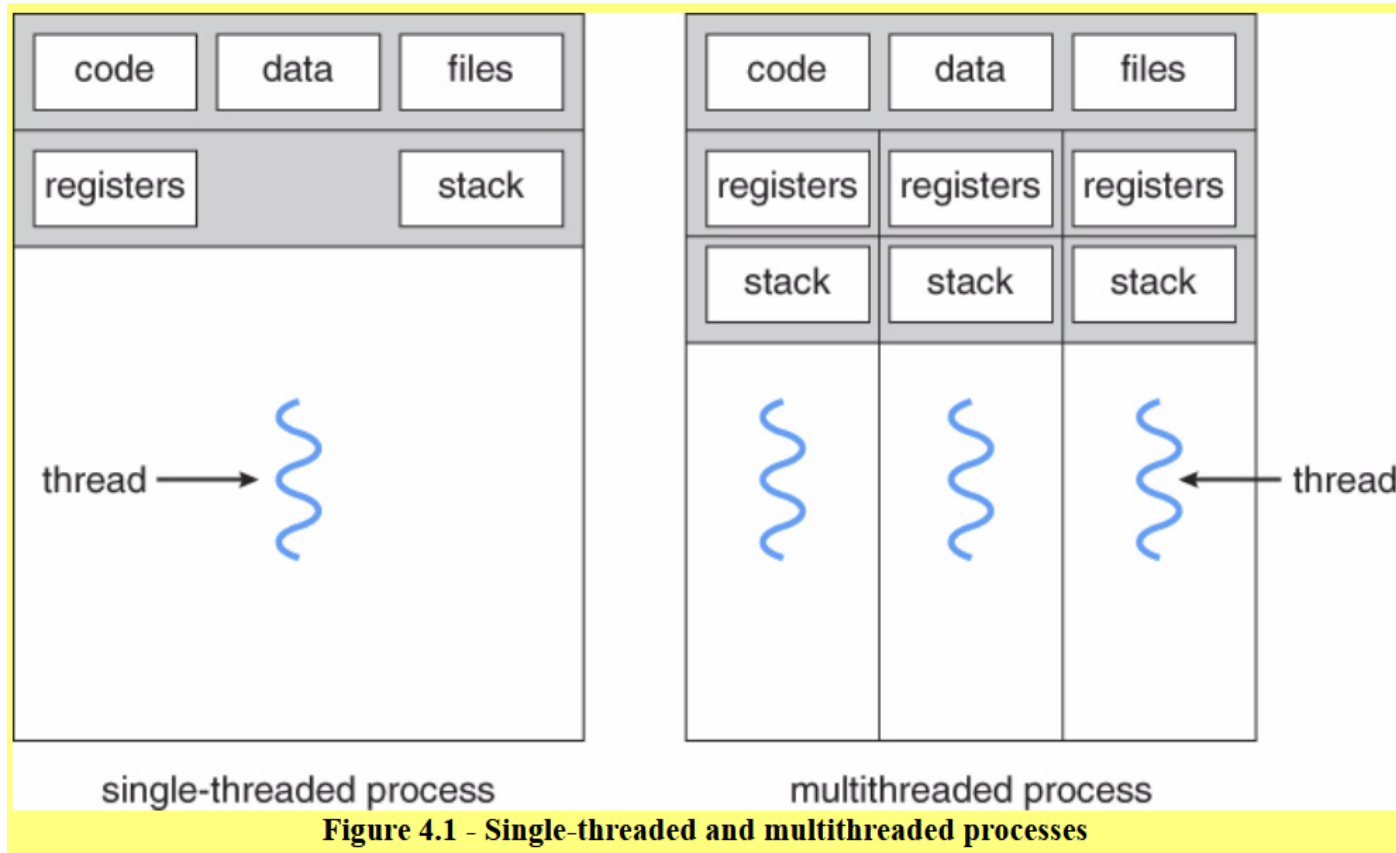 code data files code data files
registers stack registers registers registers
stack stack stack
thread thread
single-threaded process multithreaded process
Figure 4.1 - Single-threaded and multithreaded processes